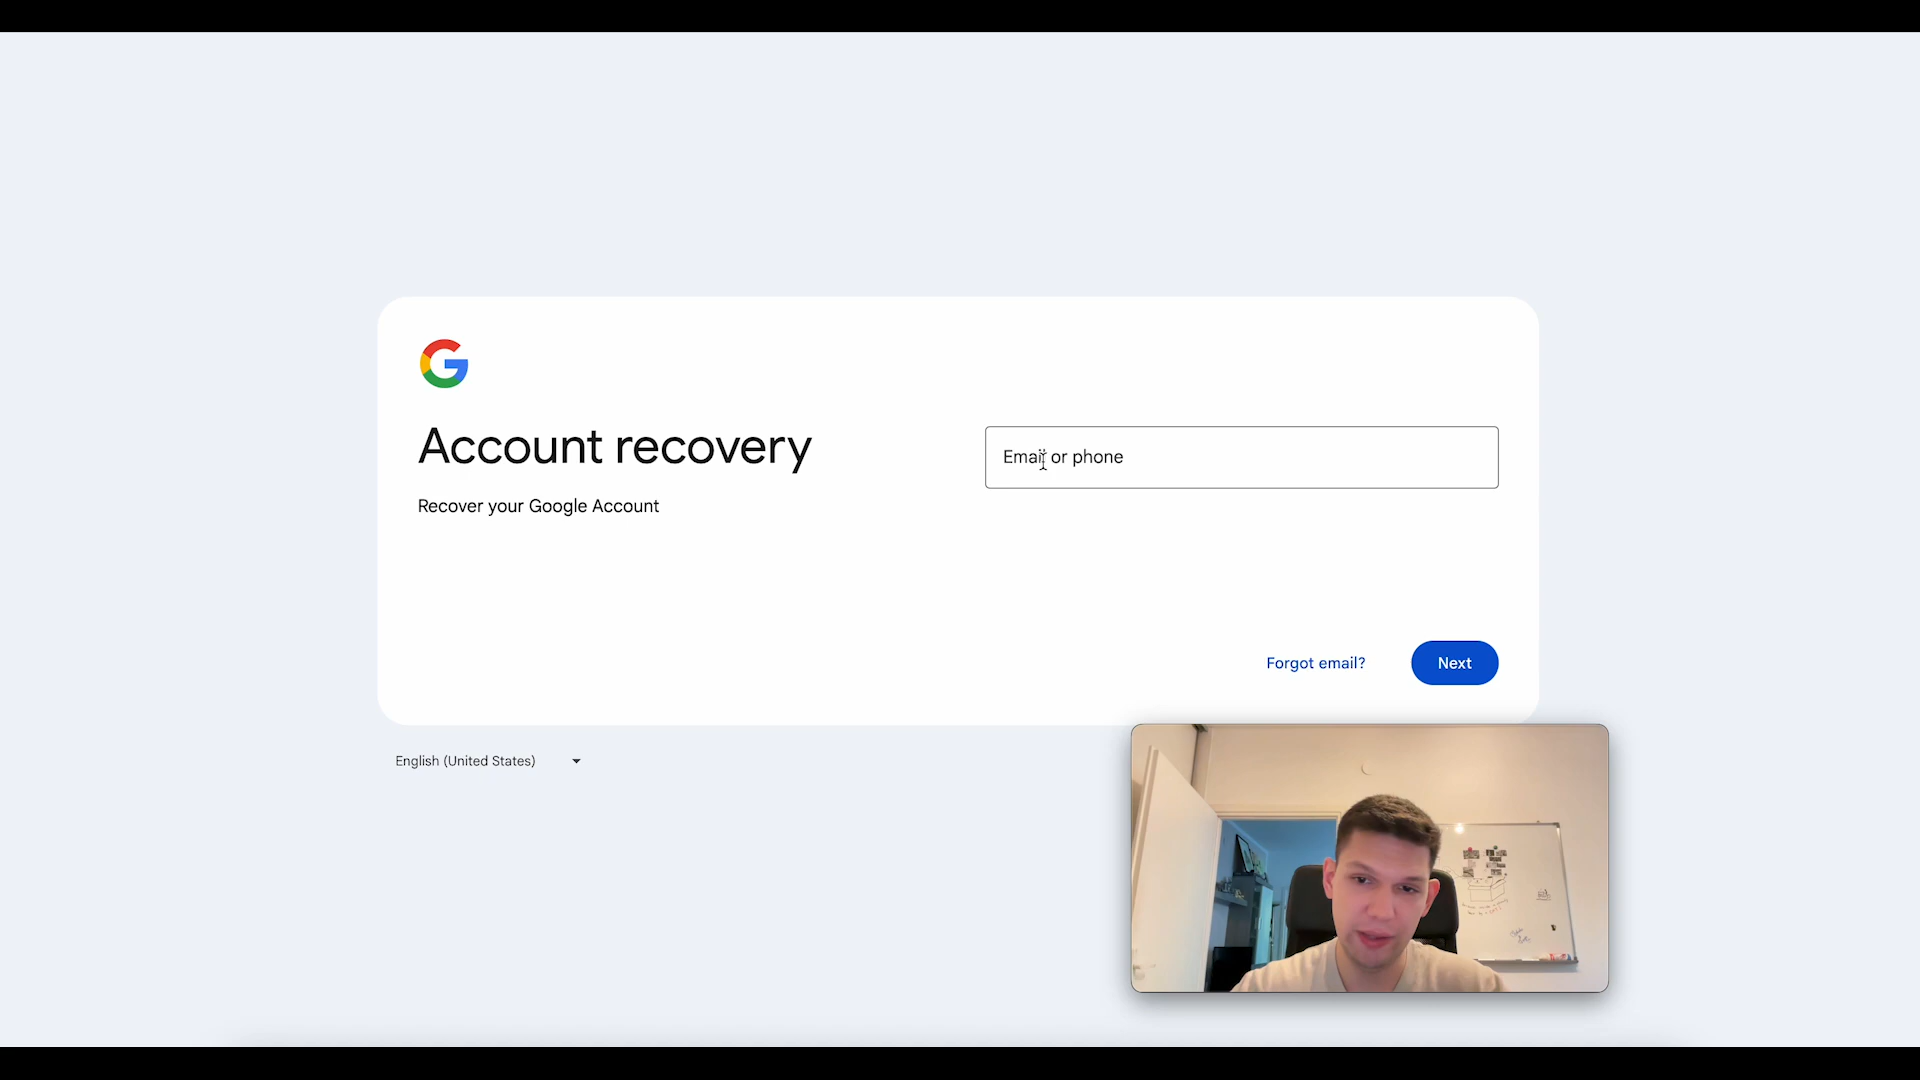 Account recovery
Recover your Google Account
Email or phone
Forgot email?
Next
English (United States)